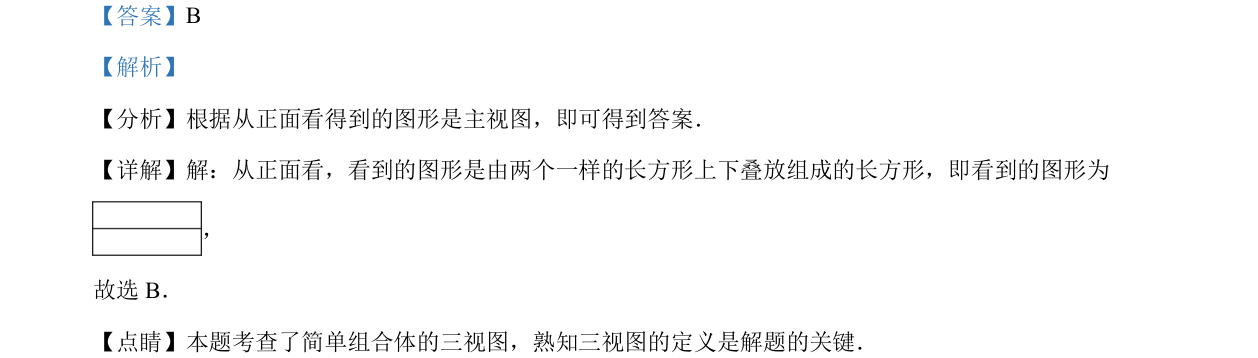 【答案】B
【解析】
【分析】根据从正面看得到的图形是主视图，即可得到答案．
【详解】解：从正面看，看到的图形是由两个一样的长方形上下叠放组成的长方形，即看到的图形为
，
故选 B．
【点睛】本题考查了简单组合体的三视图，熟知三视图的定义是解题的关键．